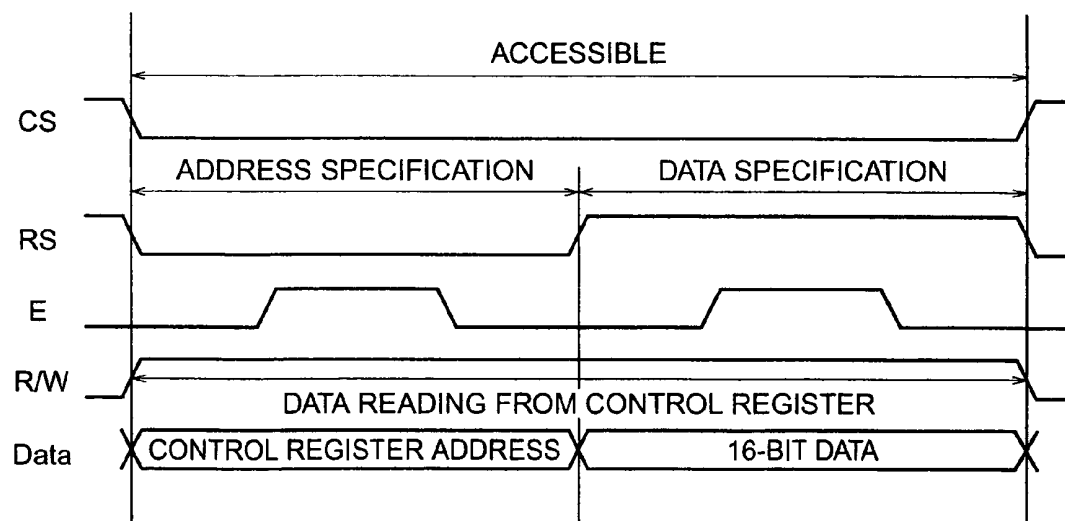 ACCESSIBLE
CS
ADDRESS SPECIFICATION DATA SPECIFICATION
RS
E
R/W
DATA READING FROM CONTROL REGISTER
Data CONTROL REGISTER ADDRESS 16-BIT DATA